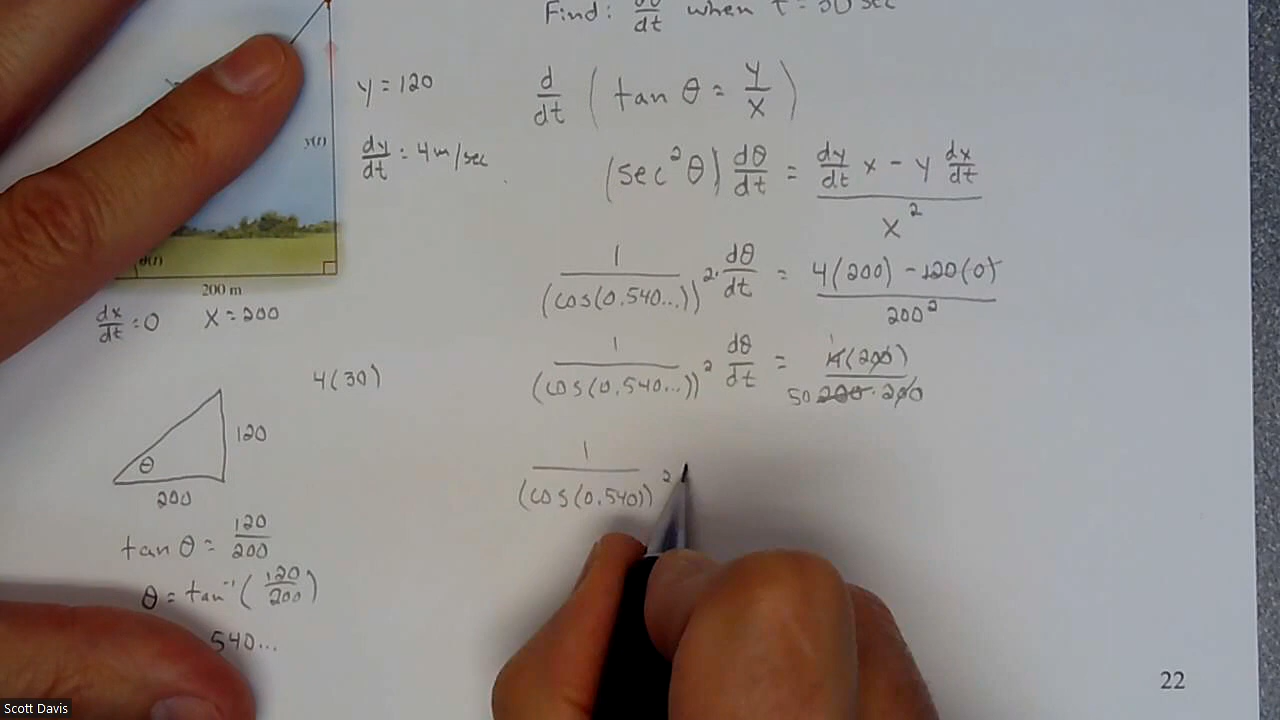 Find: dθ/dt when t = 30 sec
y = 120
d/dt ( tan θ = y/x )
y(t)
dy/dt = 4 m/sec
(sec²θ) dθ/dt = (dy/dt x − y dx/dt) / x²
θ(t)
200 m
1/(cos(0.540...))² · dθ/dt = (4(200) − 120(0)) / 200²
dx/dt = 0 x = 200
1/(cos(0.540...))² dθ/dt = 1 4(200) / 50 200 · 200
4(30)
120
θ
200
1/(cos(0.540))²
tan θ = 120/200
θ = tan⁻¹(120/200)
540...
22
Scott Davis